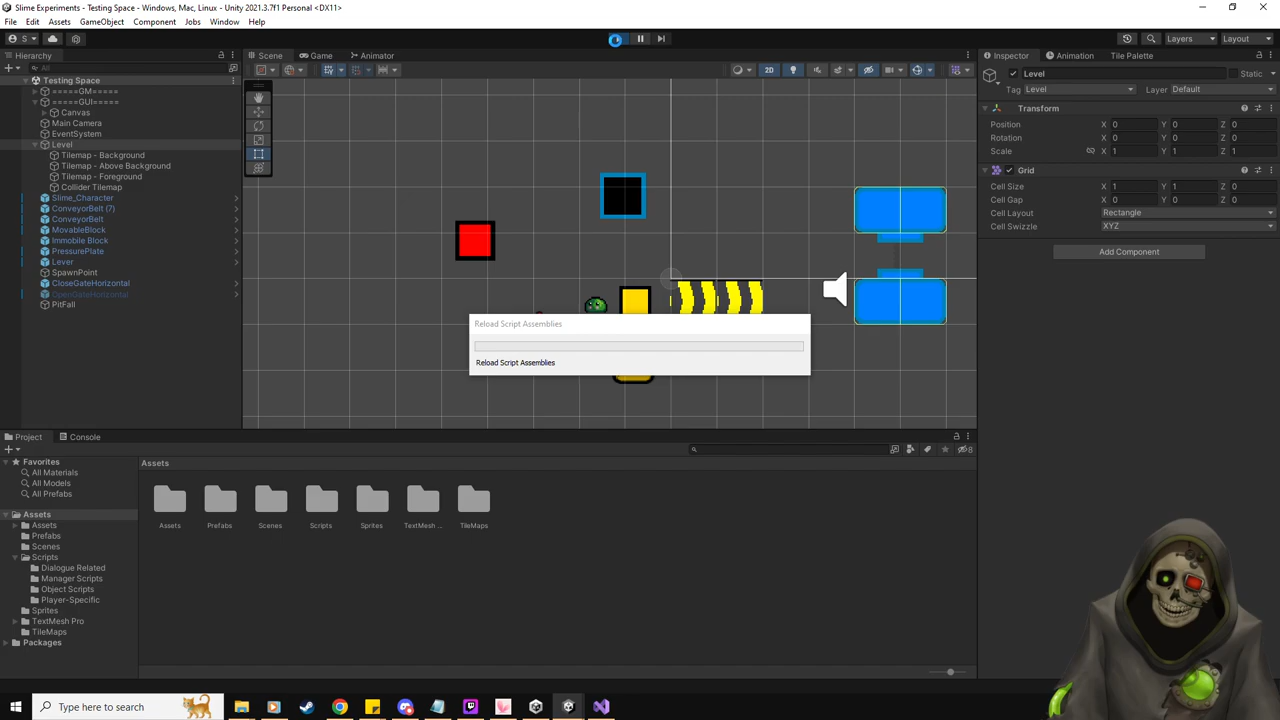 Slime Experiments - Testing Space - Windows, Mac, Linux - Unity 2021.3.7f1 Personal <DX11>
File Edit Assets GameObject Component Jobs Window Help
S
Layers Layout
Hierarchy
All
Testing Space
=====GM=====
=====GUI=====
Canvas
Main Camera
EventSystem
Level
Tilemap - Background
Tilemap - Above Background
Tilemap - Foreground
Collider Tilemap
Slime_Character
ConveyorBelt (7)
ConveyorBelt
MovableBlock
Immobile Block
PressurePlate
Lever
SpawnPoint
CloseGateHorizontal
OpenGateHorizontal
PitFall
Scene Game Animator
2D
Reload Script Assemblies
Reload Script Assemblies
Inspector Animation Tile Palette
Level Static
Tag Level Layer Default
Transform
Position X 0 Y 0 Z 0
Rotation X 0 Y 0 Z 0
Scale X 1 Y 1 Z 1
Grid
Cell Size X 1 Y 1 Z 0
Cell Gap X 0 Y 0 Z 0
Cell Layout Rectangle
Cell Swizzle XYZ
Add Component
Project Console
8
Favorites
All Materials
All Models
All Prefabs
Assets
Assets
Prefabs
Scenes
Scripts
Dialogue Related
Manager Scripts
Object Scripts
Player-Specific
Sprites
TextMesh Pro
TileMaps
Packages
Assets
Assets Prefabs Scenes Scripts Sprites TextMesh ... TileMaps
Type here to search